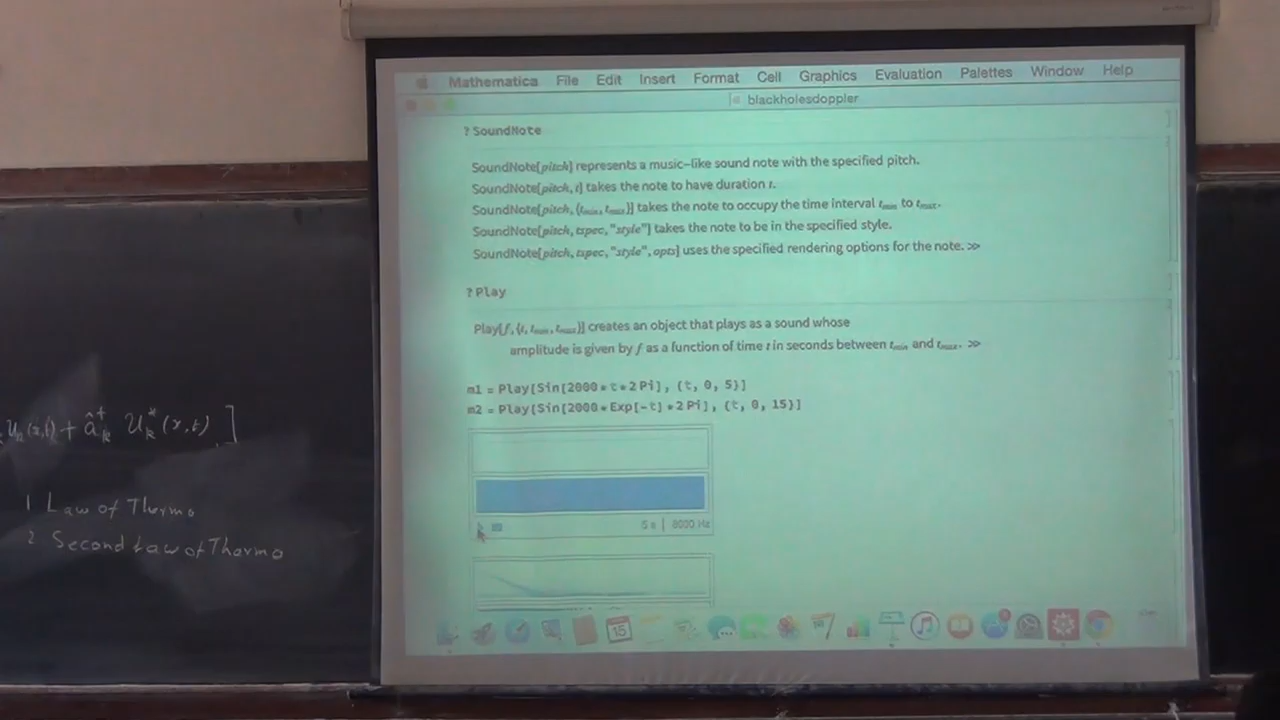 Mathematica File Edit Insert Format Cell Graphics Evaluation Palettes Window Help
blackholesdoppler
? SoundNote
SoundNote[pitch] represents a music-like sound note with the specified pitch.
SoundNote[pitch, t] takes the note to have duration t.
SoundNote[pitch, {tmin, tmax}] takes the note to occupy the time interval tmin to tmax.
SoundNote[pitch, tspec, "style"] takes the note to be in the specified style.
SoundNote[pitch, tspec, "style", opts] uses the specified rendering options for the note. >>
? Play
Play[f, {t, tmin, tmax}] creates an object that plays as a sound whose
amplitude is given by f as a function of time t in seconds between tmin and tmax. >>
m1 = Play[Sin[2000 * t * 2 Pi], {t, 0, 5}]
m2 = Play[Sin[2000 * Exp[-t] * 2 Pi], {t, 0, 15}]
5 s | 8000 Hz
15
U_k(x,t) + â_k^† U_k^*(x,t) ]
1 Law of Thermo
2 Second Law of Thermo